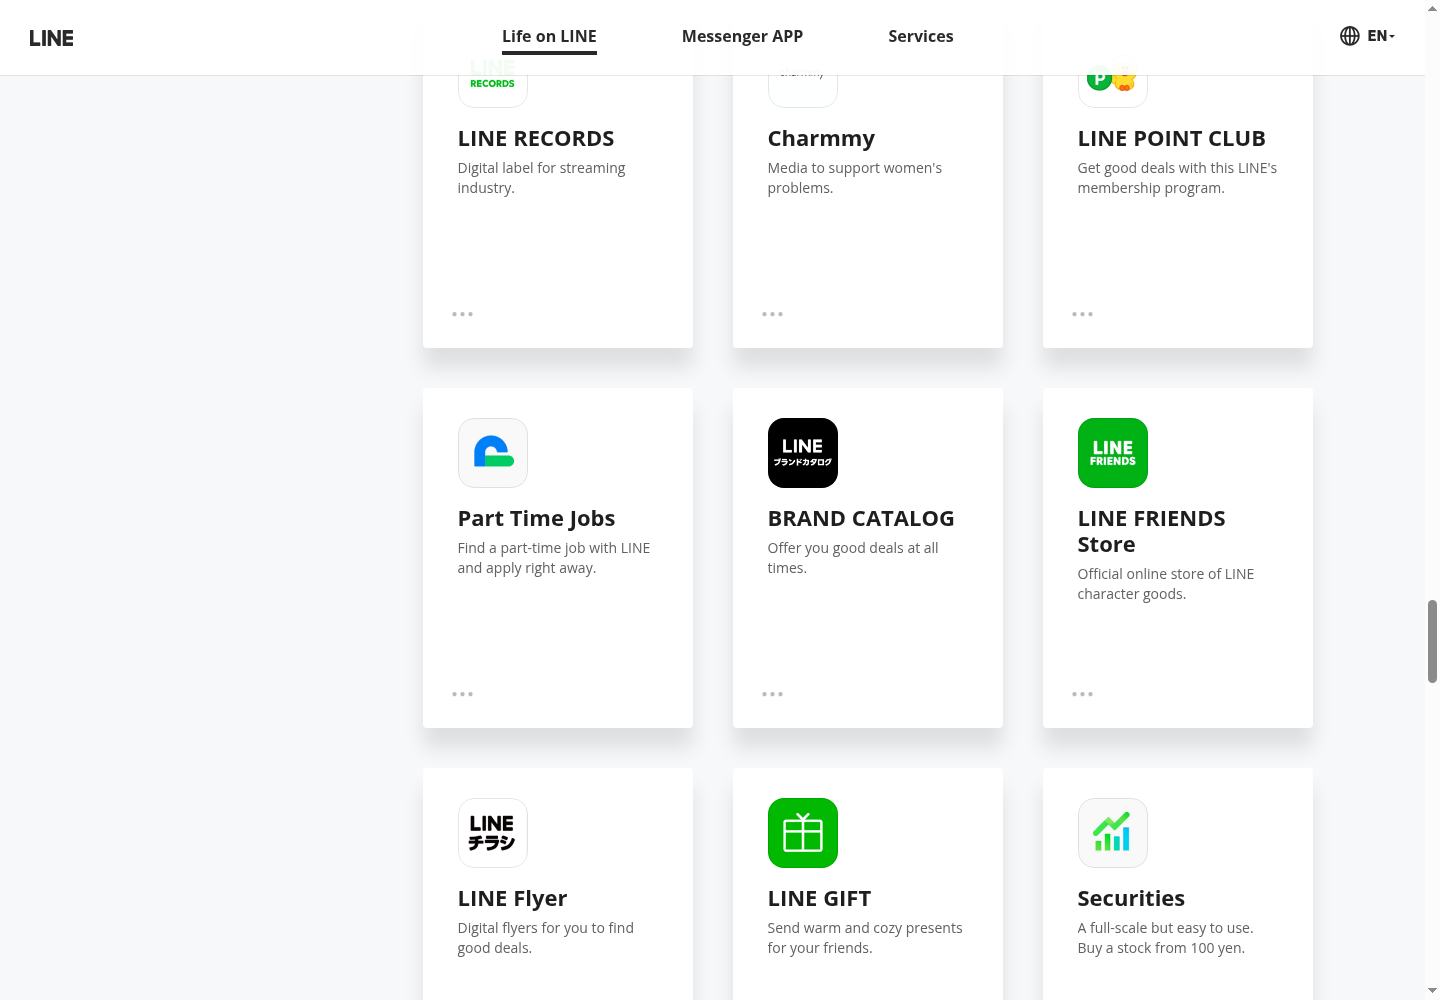 LINE
Life on LINE
Messenger APP
Services
EN
RECORDS
LINE RECORDS
Digital label for streaming
industry.
Charmmy
Media to support women's
problems.
P
LINE POINT CLUB
Get good deals with this LINE's
membership program.
Part Time Jobs
Find a part-time job with LINE
and apply right away.
LINE
ブランドカタログ
BRAND CATALOG
Offer you good deals at all
times.
LINE
FRIENDS
LINE FRIENDS
Store
Official online store of LINE
character goods.
LINE
チラシ
LINE Flyer
Digital flyers for you to find
good deals.
LINE GIFT
Send warm and cozy presents
for your friends.
Securities
A full-scale but easy to use.
Buy a stock from 100 yen.